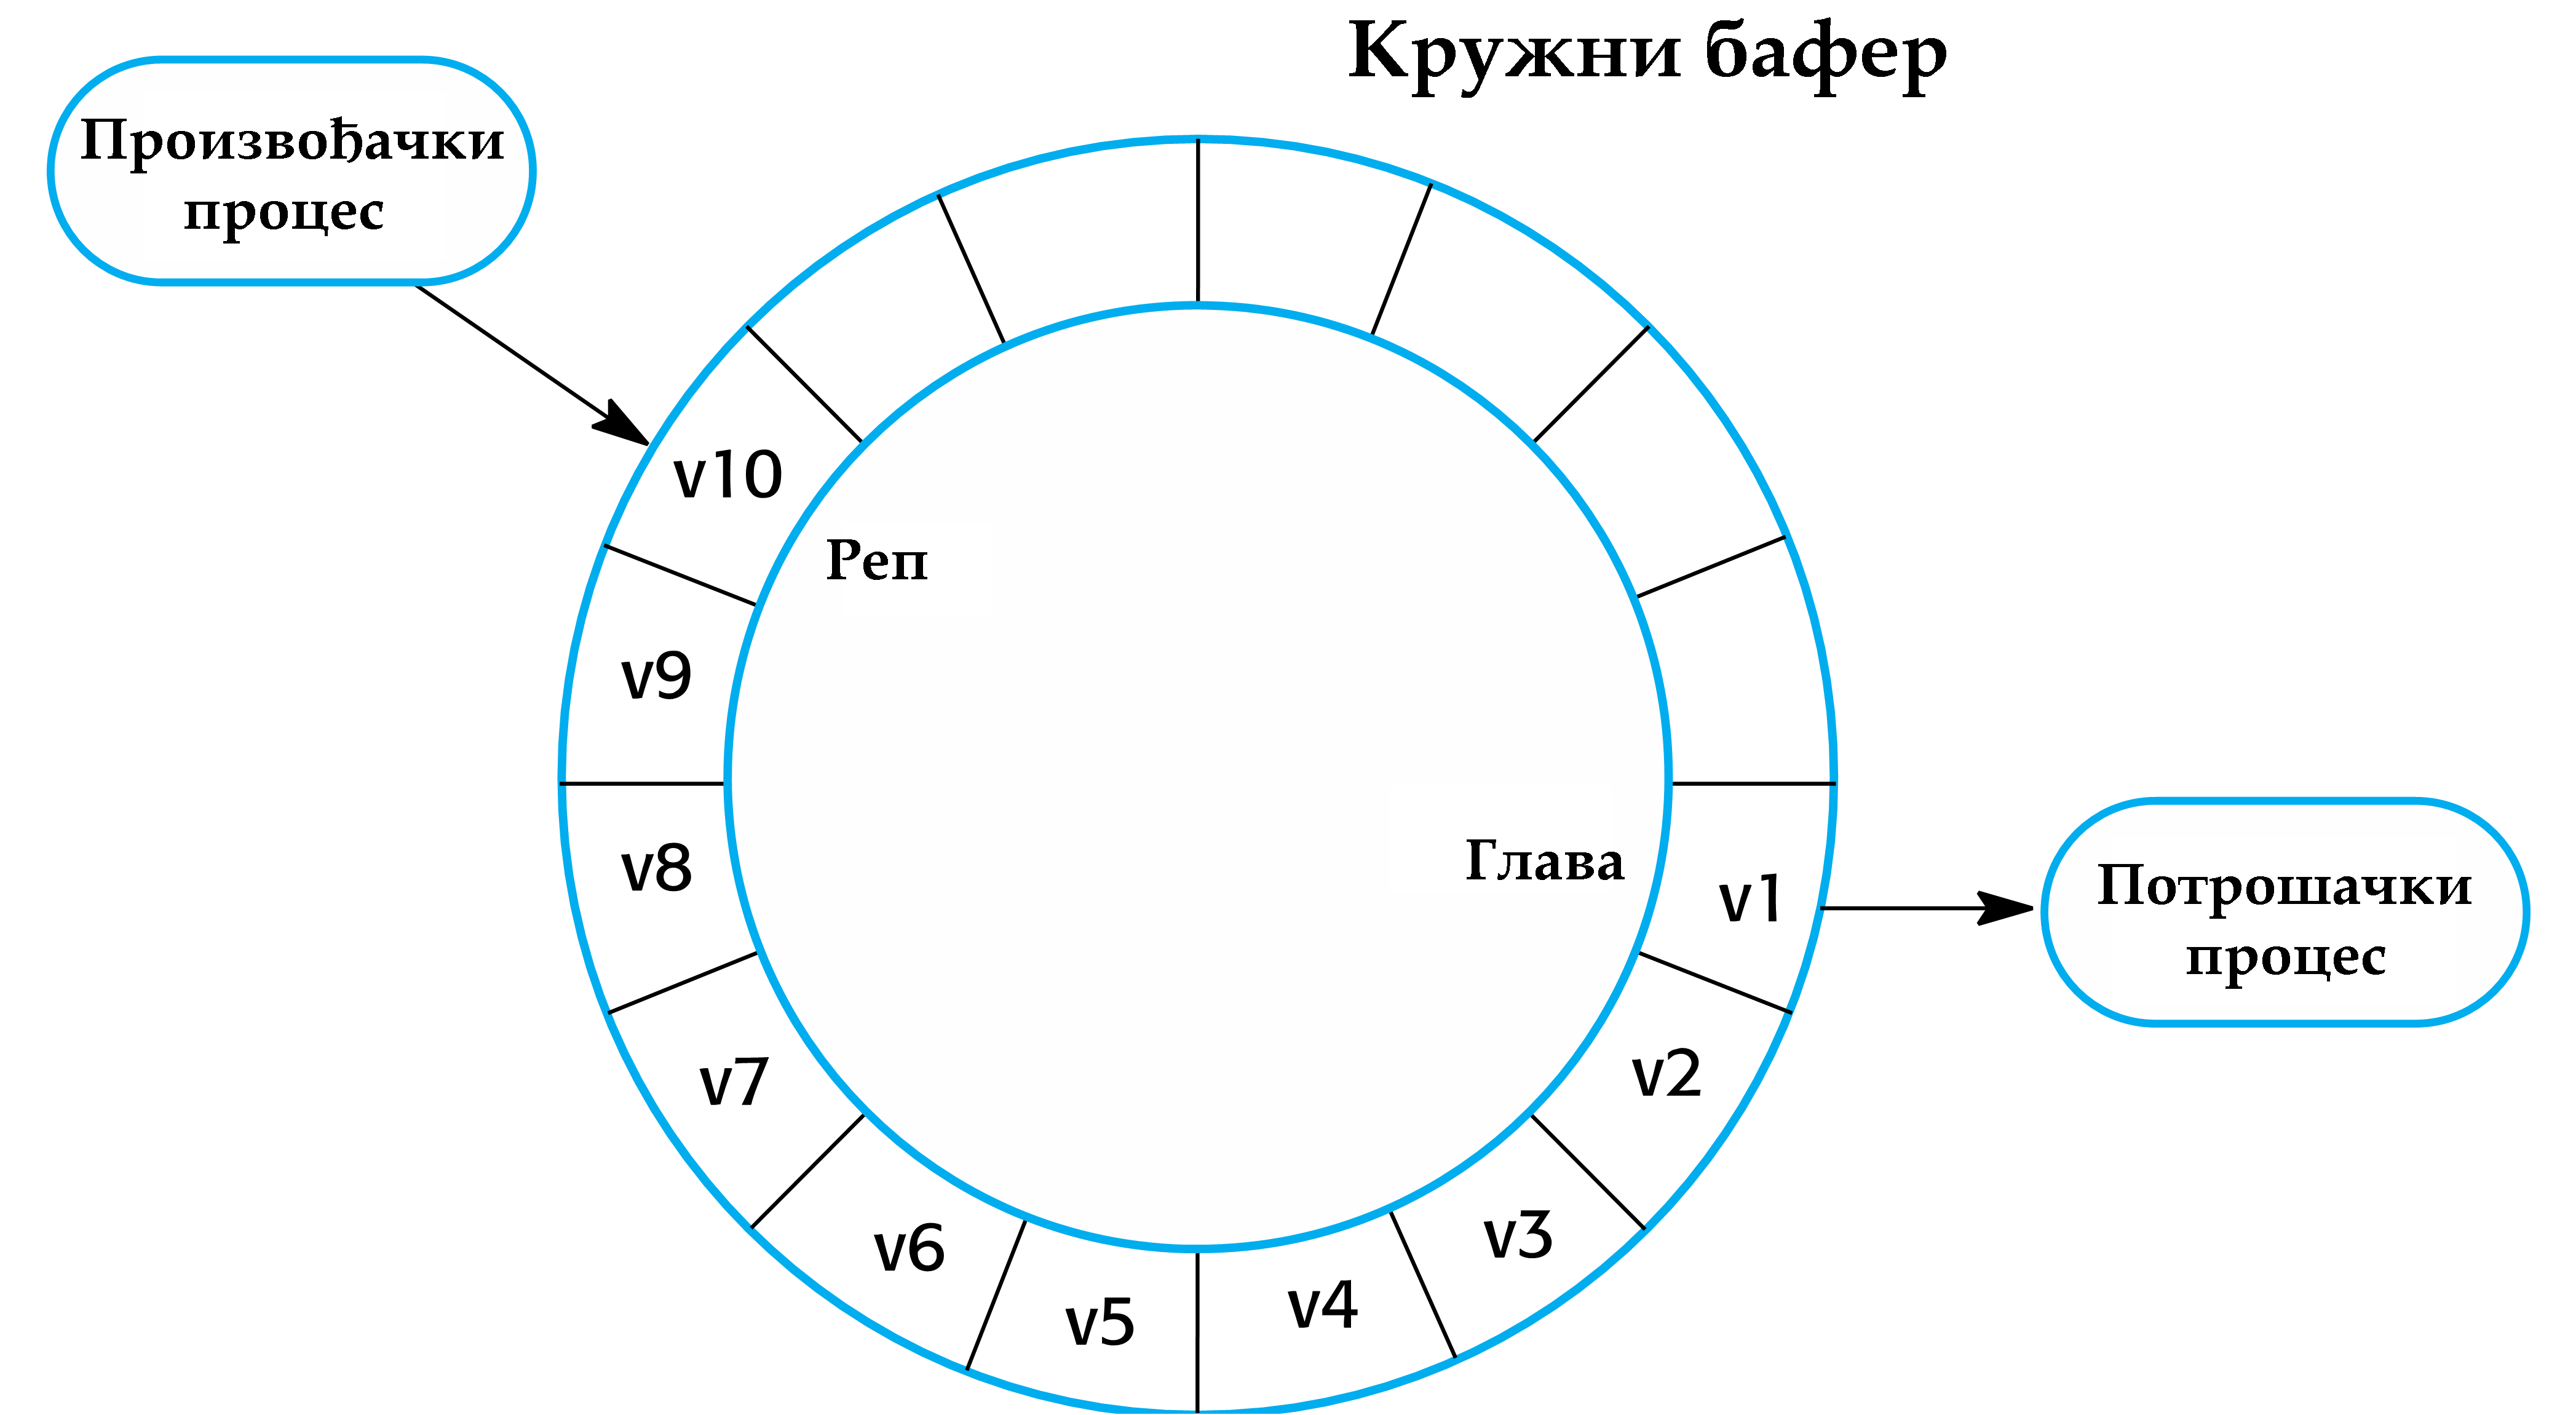 Кружни бафер
Произвођачки
процес
v10
Реп
v9
v8
v7
v6
v5
v4
v3
v2
v1
Глава
Потрошачки
процес